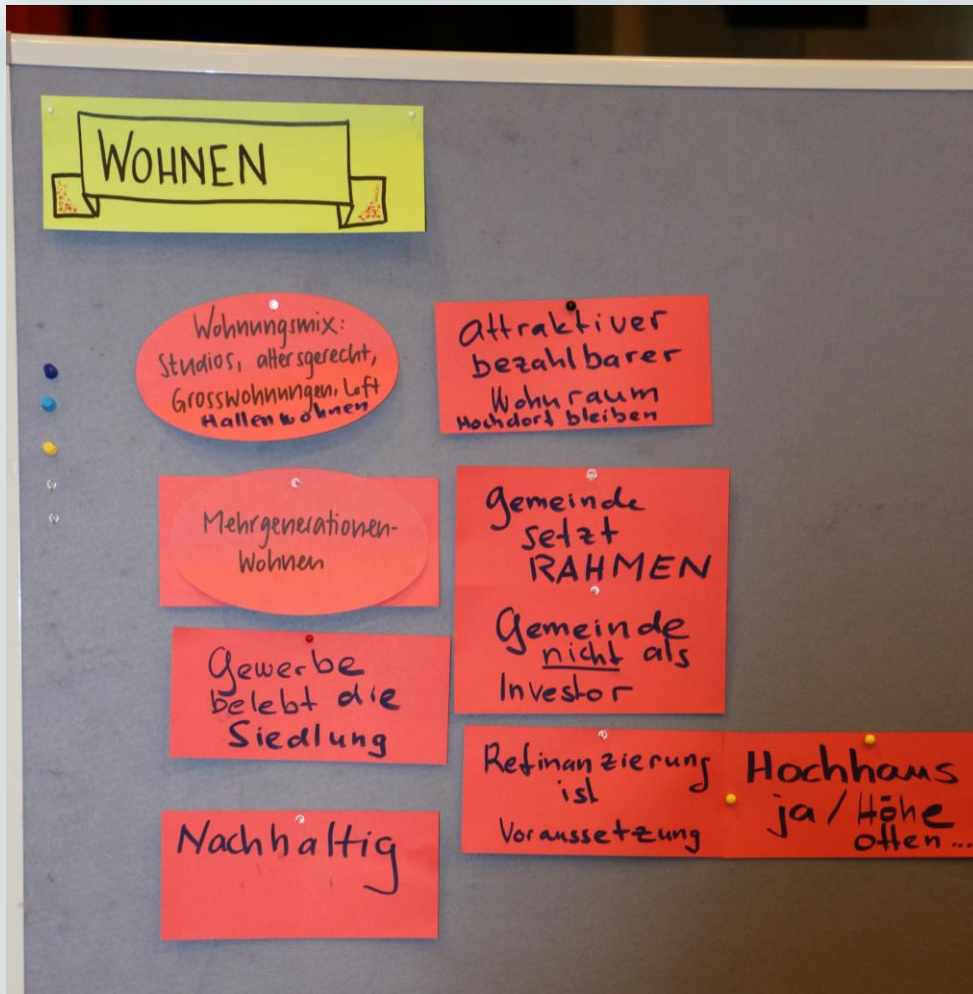 WOHNEN
Wohnungsmix:
Studios, altersgerecht,
Grosswohnungen, Loft
Hallenwohnen
Attraktiver
bezahlbarer
Wohnraum
Hochdorf bleiben
Mehrgenerationen-
Wohnen
Gemeinde
setzt
RAHMEN
Gemeinde
nicht als
Investor
Gewerbe
belebt die
Siedlung
Refinanzierung
ist
Voraussetzung
Hochhaus
ja / Höhe
offen ...
Nachhaltig